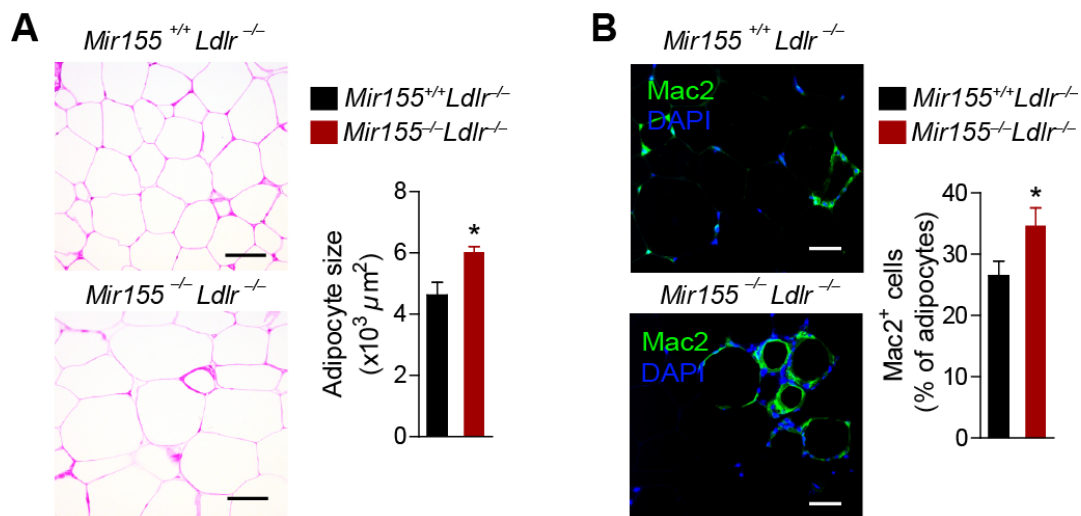 A
Mir155 +/+ Ldlr –/–
Mir155+/+Ldlr–/–
Mir155–/–Ldlr–/–
Adipocyte size
(x10³ µm²)
8
6
4
2
0
*
Mir155 –/– Ldlr –/–
B
Mir155 +/+ Ldlr –/–
Mac2
DAPI
Mir155+/+Ldlr–/–
Mir155–/–Ldlr–/–
Mac2+ cells
(% of adipocytes)
40
30
20
10
0
*
Mir155 –/– Ldlr –/–
Mac2
DAPI